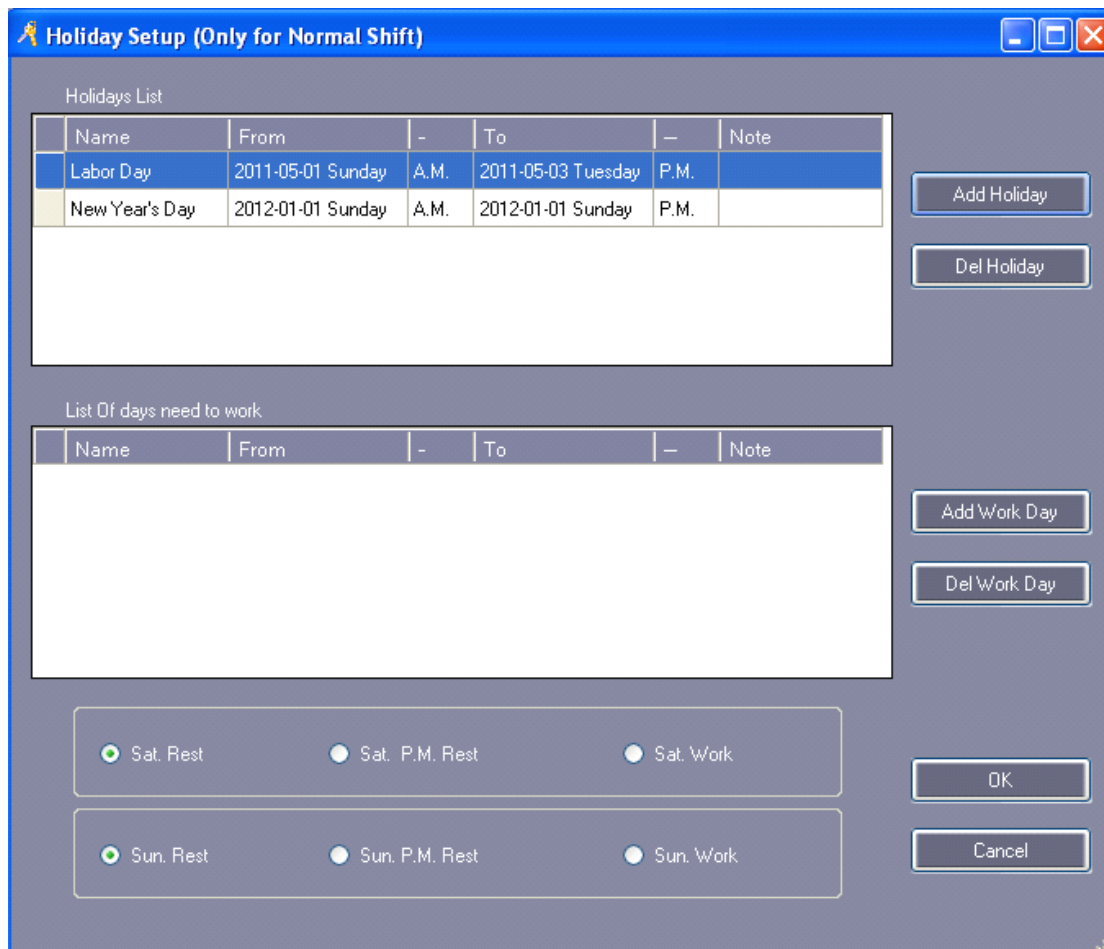 Holiday Setup (Only for Normal Shift)
Holidays List
Name From - To — Note
Labor Day 2011-05-01 Sunday A.M. 2011-05-03 Tuesday P.M.
New Year's Day 2012-01-01 Sunday A.M. 2012-01-01 Sunday P.M.
Add Holiday
Del Holiday
List Of days need to work
Name From - To — Note
Add Work Day
Del Work Day
Sat. Rest Sat. P.M. Rest Sat. Work
OK
Sun. Rest Sun. P.M. Rest Sun. Work
Cancel